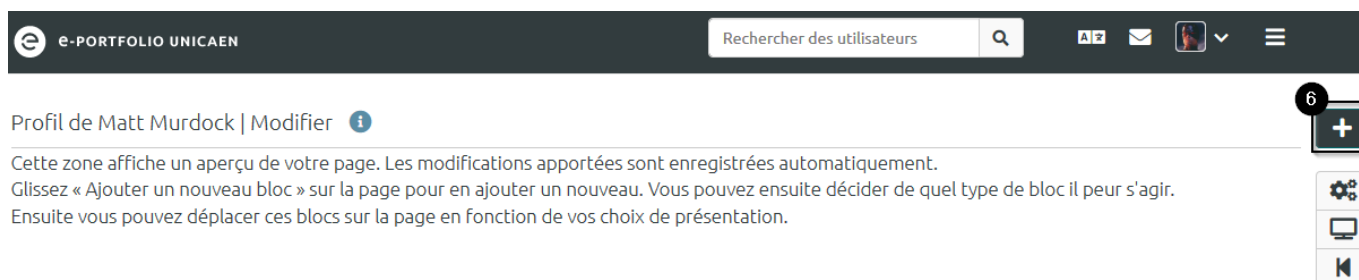 e e-PORTFOLIO UNICAEN
Rechercher des utilisateurs
6
Profil de Matt Murdock | Modifier
Cette zone affiche un aperçu de votre page. Les modifications apportées sont enregistrées automatiquement.
Glissez « Ajouter un nouveau bloc » sur la page pour en ajouter un nouveau. Vous pouvez ensuite décider de quel type de bloc il peur s'agir.
Ensuite vous pouvez déplacer ces blocs sur la page en fonction de vos choix de présentation.